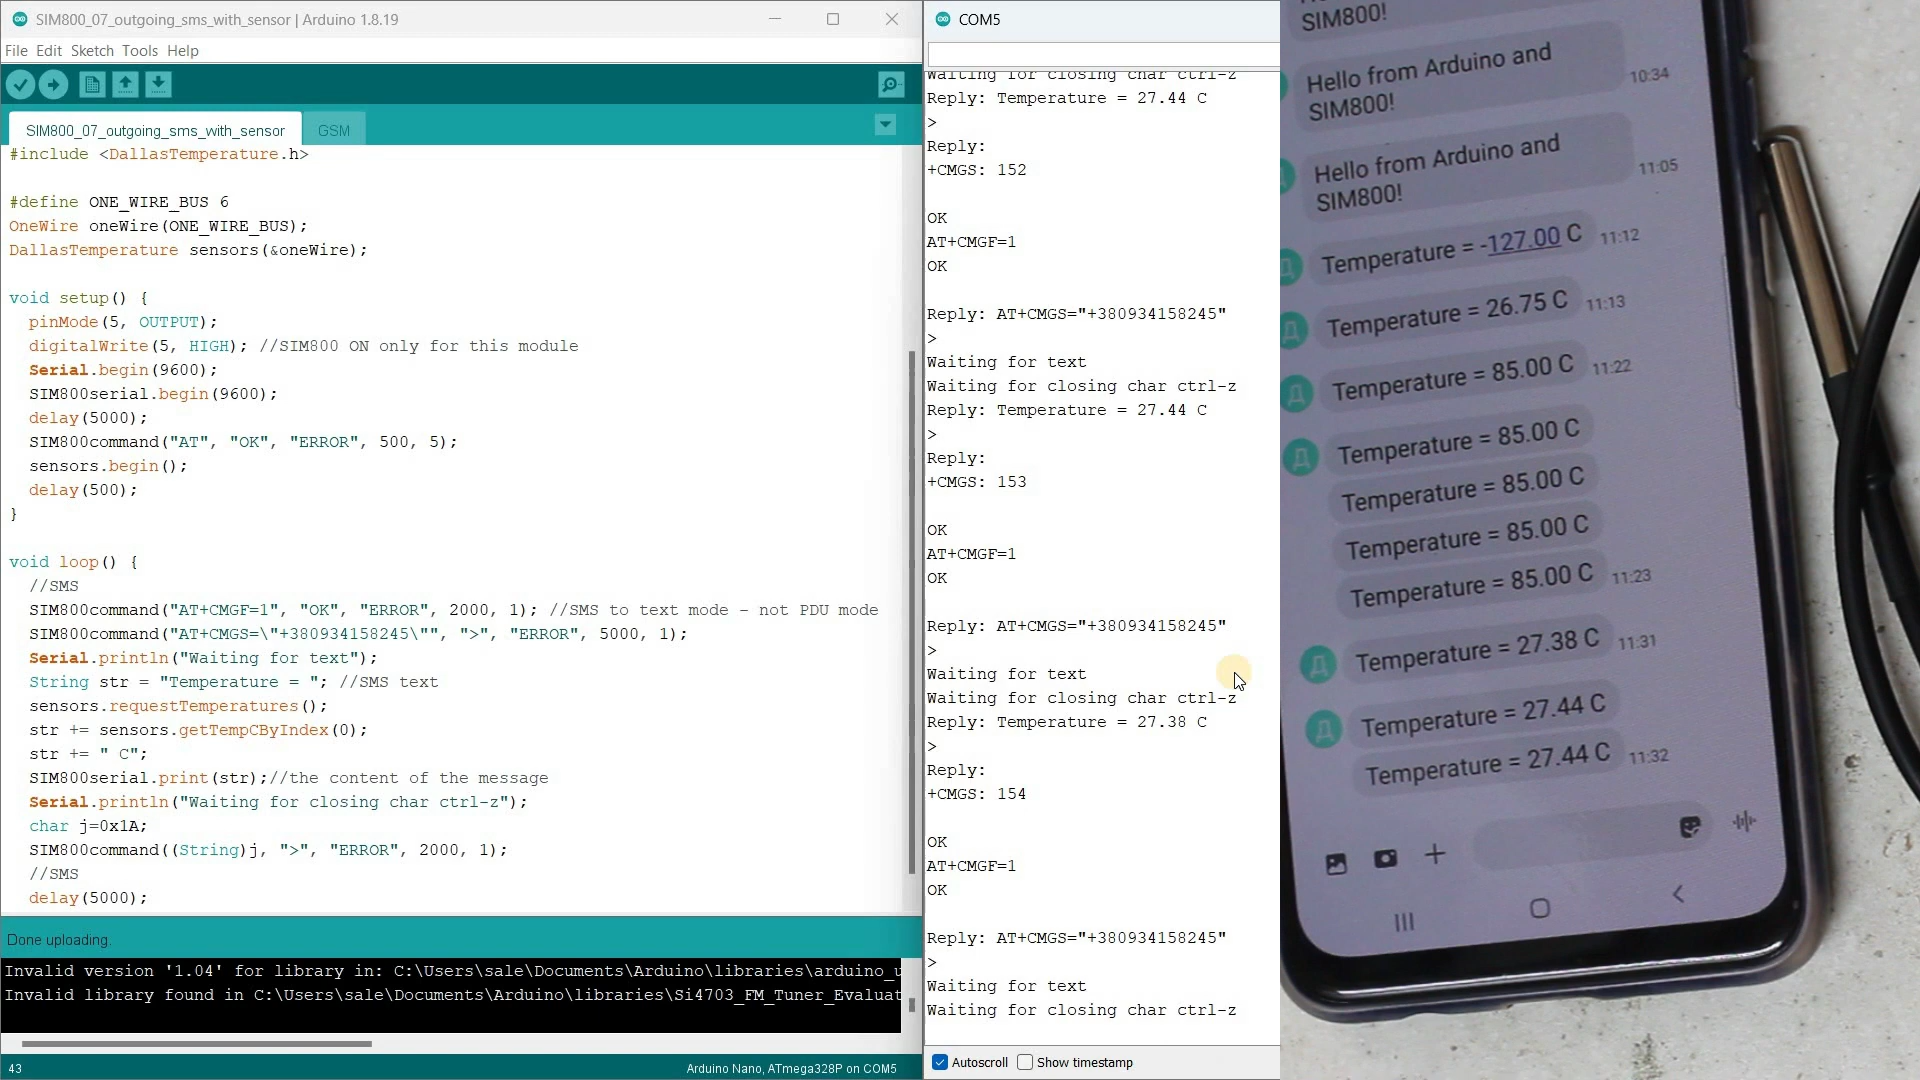 SIM800_07_outgoing_sms_with_sensor | Arduino 1.8.19
File Edit Sketch Tools Help
SIM800_07_outgoing_sms_with_sensor
GSM
#include <DallasTemperature.h>
#define ONE_WIRE_BUS 6
OneWire oneWire(ONE_WIRE_BUS);
DallasTemperature sensors(&oneWire);
void setup() {
pinMode(5, OUTPUT);
digitalWrite(5, HIGH); //SIM800 ON only for this module
Serial.begin(9600);
SIM800serial.begin(9600);
delay(5000);
SIM800command("AT", "OK", "ERROR", 500, 5);
sensors.begin();
delay(500);
}
void loop() {
//SMS
SIM800command("AT+CMGF=1", "OK", "ERROR", 2000, 1); //SMS to text mode - not PDU mode
SIM800command("AT+CMGS=\"+380934158245\"", ">", "ERROR", 5000, 1);
Serial.println("Waiting for text");
String str = "Temperature = "; //SMS text
sensors.requestTemperatures();
str += sensors.getTempCByIndex(0);
str += " C";
SIM800serial.print(str);//the content of the message
Serial.println("Waiting for closing char ctrl-z");
char j=0x1A;
SIM800command((String)j, ">", "ERROR", 2000, 1);
//SMS
delay(5000);
Done uploading.
Invalid version '1.04' for library in: C:\Users\sale\Documents\Arduino\libraries\arduino_u
Invalid library found in C:\Users\sale\Documents\Arduino\libraries\Si4703_FM_Tuner_Evaluat
43
Arduino Nano, ATmega328P on COM5
COM5
Waiting for closing char ctrl-z
Reply: Temperature = 27.44 C
>
Reply:
+CMGS: 152
OK
AT+CMGF=1
OK
Reply: AT+CMGS="+380934158245"
>
Waiting for text
Waiting for closing char ctrl-z
Reply: Temperature = 27.44 C
>
Reply:
+CMGS: 153
OK
AT+CMGF=1
OK
Reply: AT+CMGS="+380934158245"
>
Waiting for text
Waiting for closing char ctrl-z
Reply: Temperature = 27.38 C
>
Reply:
+CMGS: 154
OK
AT+CMGF=1
OK
Reply: AT+CMGS="+380934158245"
>
Waiting for text
Waiting for closing char ctrl-z
Autoscroll
Show timestamp
SIM800!
Hello from Arduino and
SIM800!
10:34
Hello from Arduino and
SIM800!
11:05
Temperature = -127.00 C 11:12
Temperature = 26.75 C 11:13
Д Temperature = 85.00 C 11:22
Д Temperature = 85.00 C
Temperature = 85.00 C
Temperature = 85.00 C
Temperature = 85.00 C 11:23
Д Temperature = 27.38 C 11:31
Д Temperature = 27.44 C
Temperature = 27.44 C 11:32